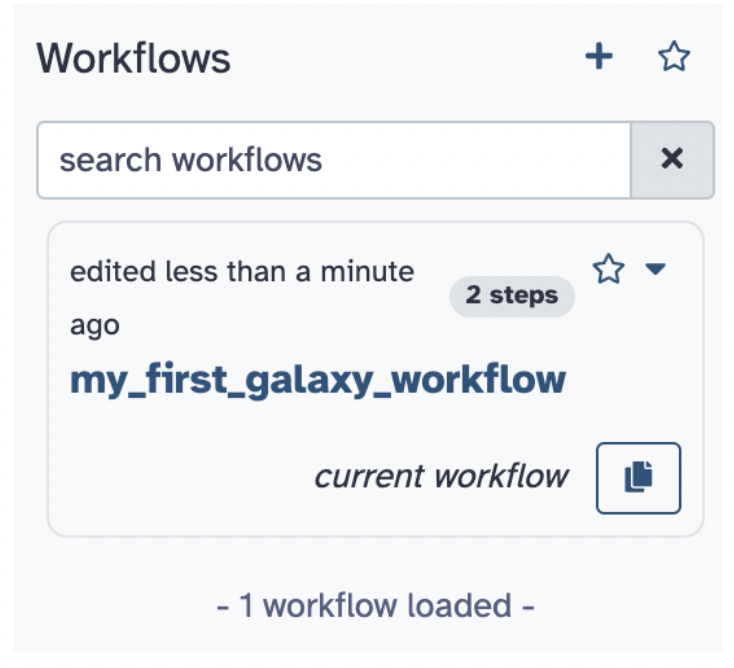 Workflows
search workflows
edited less than a minute
ago
2 steps
my_first_galaxy_workflow
current workflow
- 1 workflow loaded -